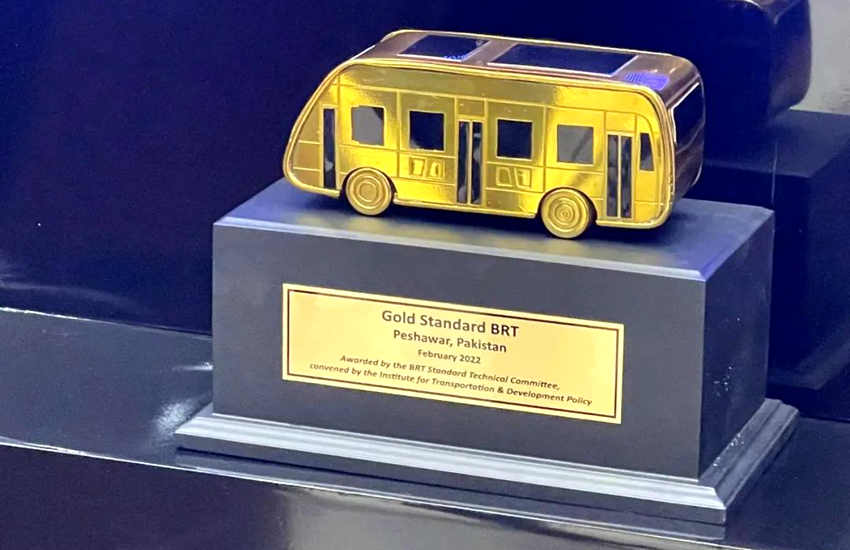 Gold Standard BRT
Peshawar, Pakistan
February 2022
Awarded by the BRT Standard Technical Committee,
convened by the Institute for Transportation & Development Policy